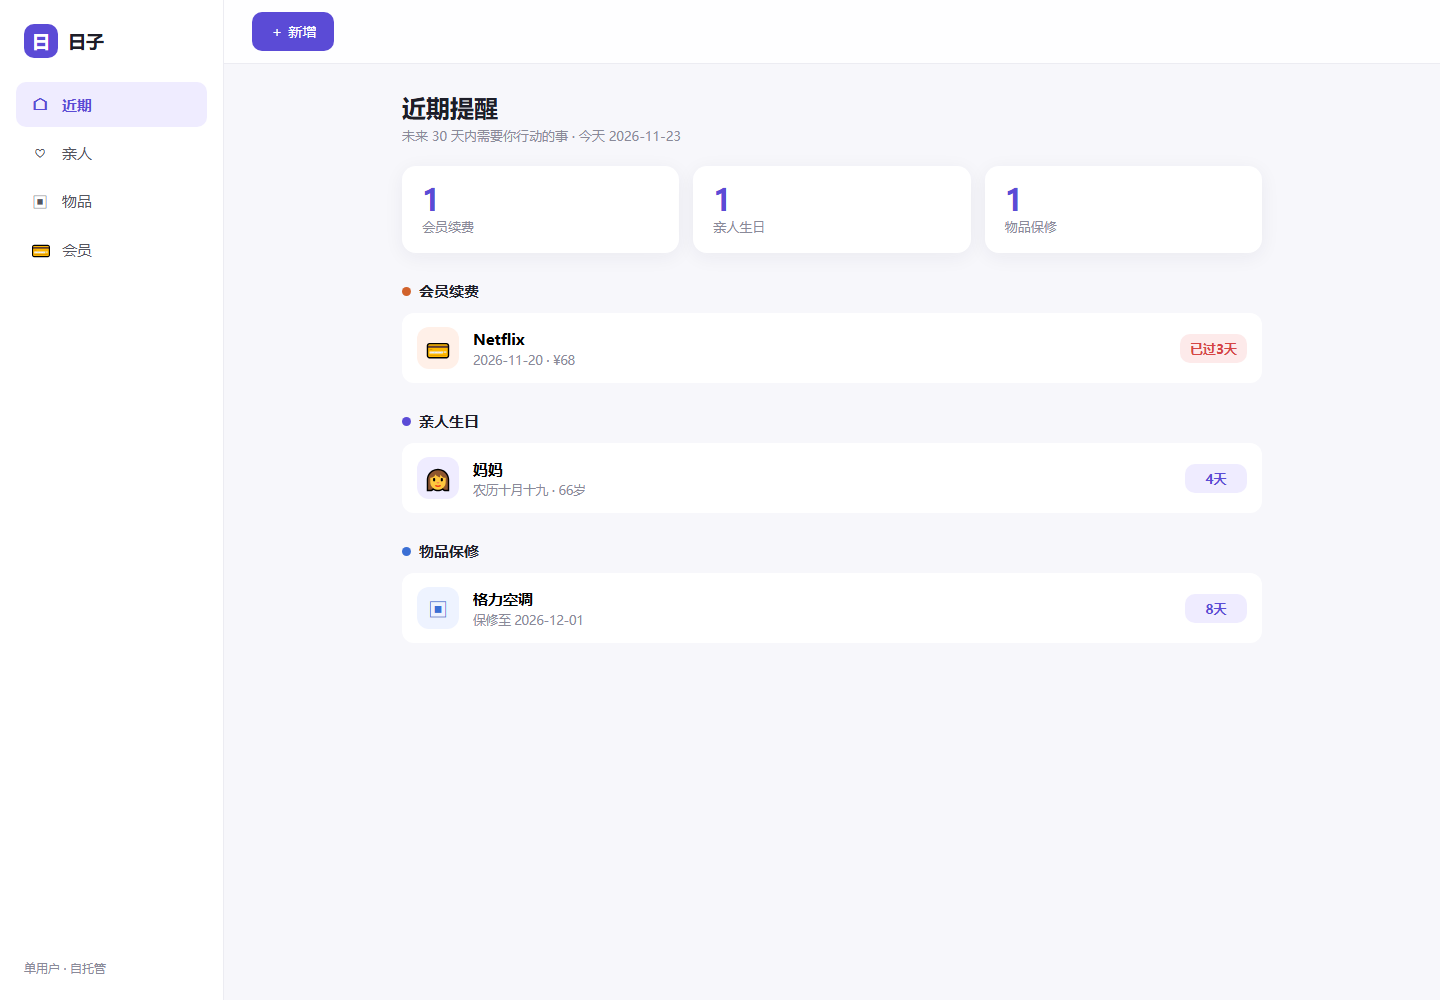 日 日子
近期
亲人
物品
会员
单用户 · 自托管
+ 新增
近期提醒
未来 30 天内需要你行动的事 · 今天 2026-11-23
1
会员续费
1
亲人生日
1
物品保修
会员续费
Netflix
2026-11-20 · ¥68
已过3天
亲人生日
妈妈
农历十月十九 · 66岁
4天
物品保修
格力空调
保修至 2026-12-01
8天